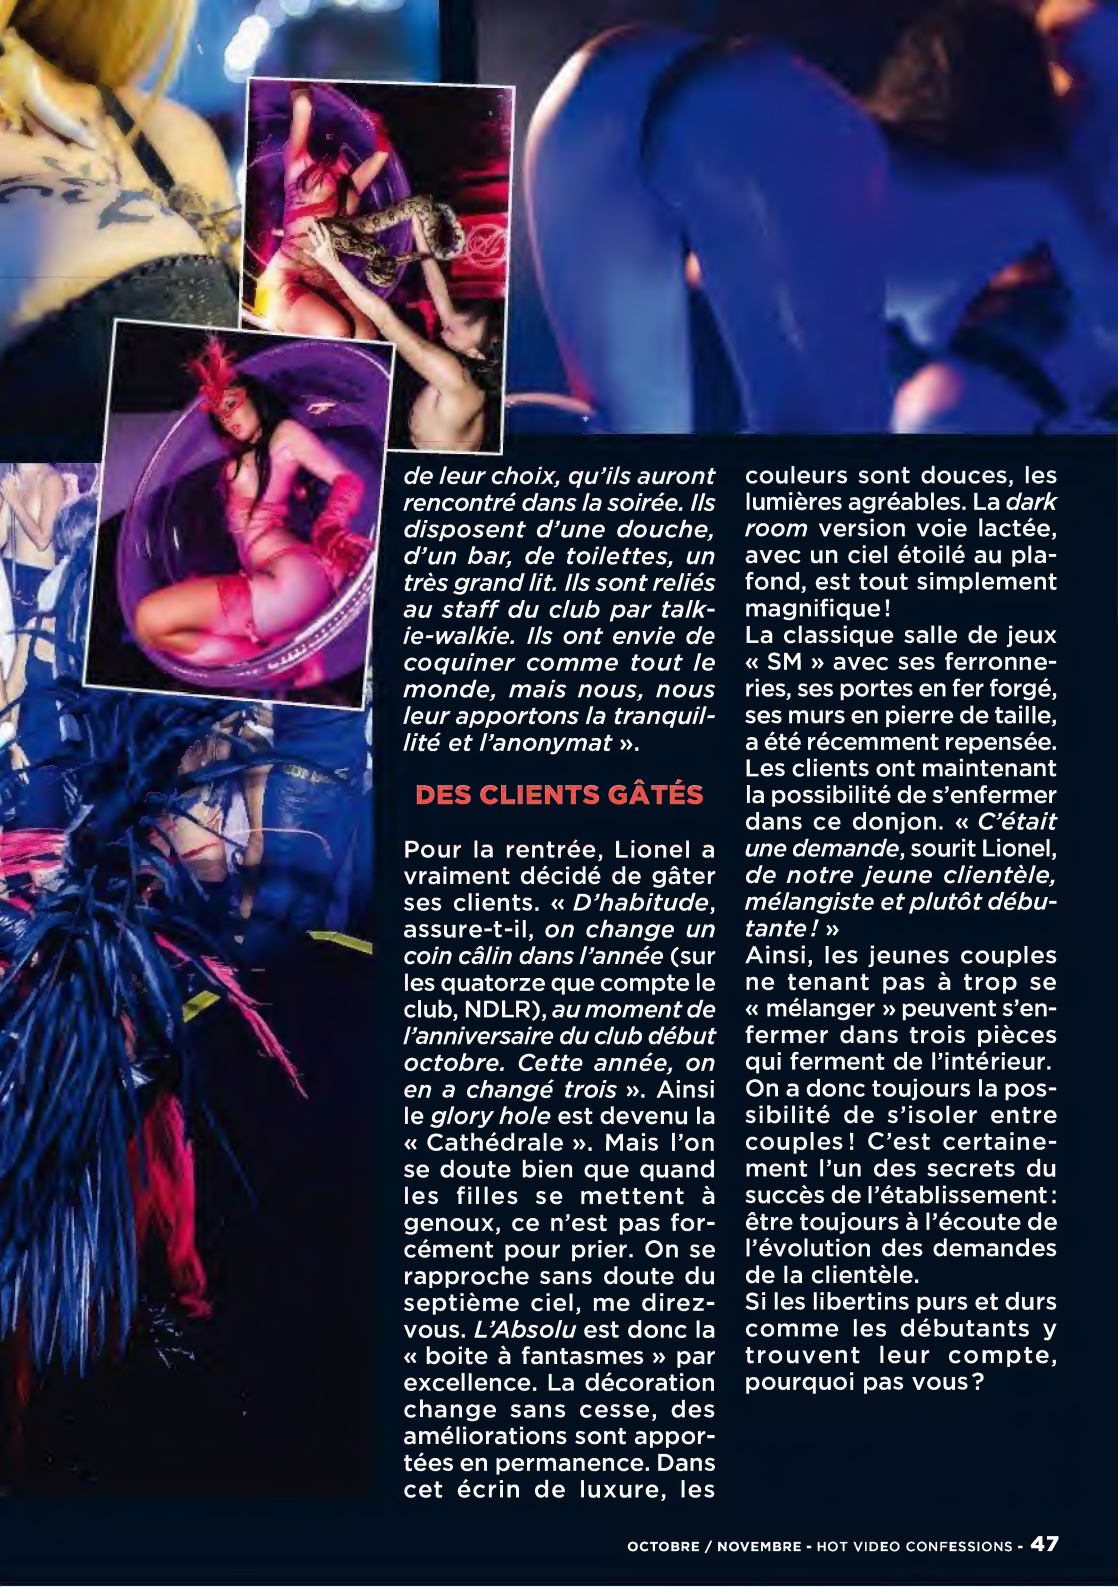 de leur choix, qu’ils auront
rencontré dans la soirée. Ils
disposent d’une douche,
d’un bar, de toilettes, un
très grand lit. Ils sont reliés
au staff du club par talk-
ie-walkie. Ils ont envie de
coquiner comme tout le
monde, mais nous, nous
leur apportons la tranquil-
lité et l’anonymat ».
DES CLIENTS GÂTÉS
Pour la rentrée, Lionel a
vraiment décidé de gâter
ses clients. « D’habitude,
assure-t-il, on change un
coin câlin dans l’année (sur
les quatorze que compte le
club, NDLR), au moment de
l’anniversaire du club début
octobre. Cette année, on
en a changé trois ». Ainsi
le glory hole est devenu la
« Cathédrale ». Mais l’on
se doute bien que quand
les filles se mettent à
genoux, ce n’est pas for-
cément pour prier. On se
rapproche sans doute du
septième ciel, me direz-
vous. L’Absolu est donc la
« boite à fantasmes » par
excellence. La décoration
change sans cesse, des
améliorations sont appor-
tées en permanence. Dans
cet écrin de luxure, les
couleurs sont douces, les
lumières agréables. La dark
room version voie lactée,
avec un ciel étoilé au pla-
fond, est tout simplement
magnifique !
La classique salle de jeux
« SM » avec ses ferronne-
ries, ses portes en fer forgé,
ses murs en pierre de taille,
a été récemment repensée.
Les clients ont maintenant
la possibilité de s’enfermer
dans ce donjon. « C’était
une demande, sourit Lionel,
de notre jeune clientèle,
mélangiste et plutôt débu-
tante ! »
Ainsi, les jeunes couples
ne tenant pas à trop se
« mélanger » peuvent s’en-
fermer dans trois pièces
qui ferment de l’intérieur.
On a donc toujours la pos-
sibilité de s’isoler entre
couples ! C’est certaine-
ment l’un des secrets du
succès de l’établissement :
être toujours à l’écoute de
l’évolution des demandes
de la clientèle.
Si les libertins purs et durs
comme les débutants y
trouvent leur compte,
pourquoi pas vous ?
OCTOBRE / NOVEMBRE - HOT VIDEO CONFESSIONS - 47